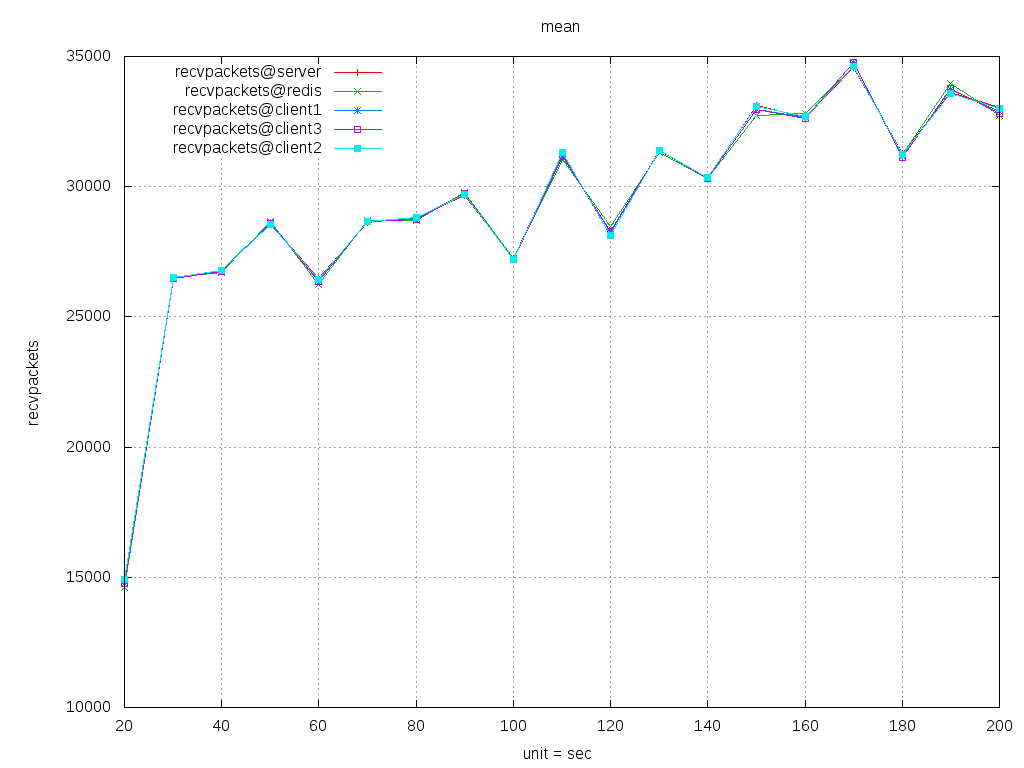 mean
35000
30000
25000
20000
15000
10000
recvpackets
recvpackets@server
recvpackets@redis
recvpackets@client1
recvpackets@client3
recvpackets@client2
20 40 60 80 100 120 140 160 180 200
unit = sec